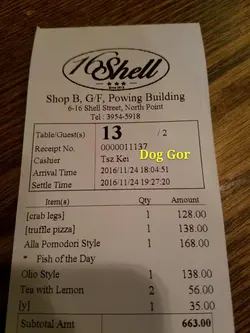 16 Shell
Shop B, G/F, Powing Building
6-16 Shell Street, North Point
Tel : 3954-5918
Table/Guest(s) 13 / 2
Receipt No. 0000011137
Cashier Tsz Kei
Dog Gor
Arrival Time 2016/11/24 18:04:51
Settle Time 2016/11/24 19:27:20
Item(s) Qty Amount
[crab legs] 1 128.00
[truffle pizza] 1 138.00
Alla Pomodori Style 1 168.00
* Fish of the Day
Olio Style 1 138.00
Tea with Lemon 2 56.00
[y] 1 35.00
Subtotal Amt 663.00